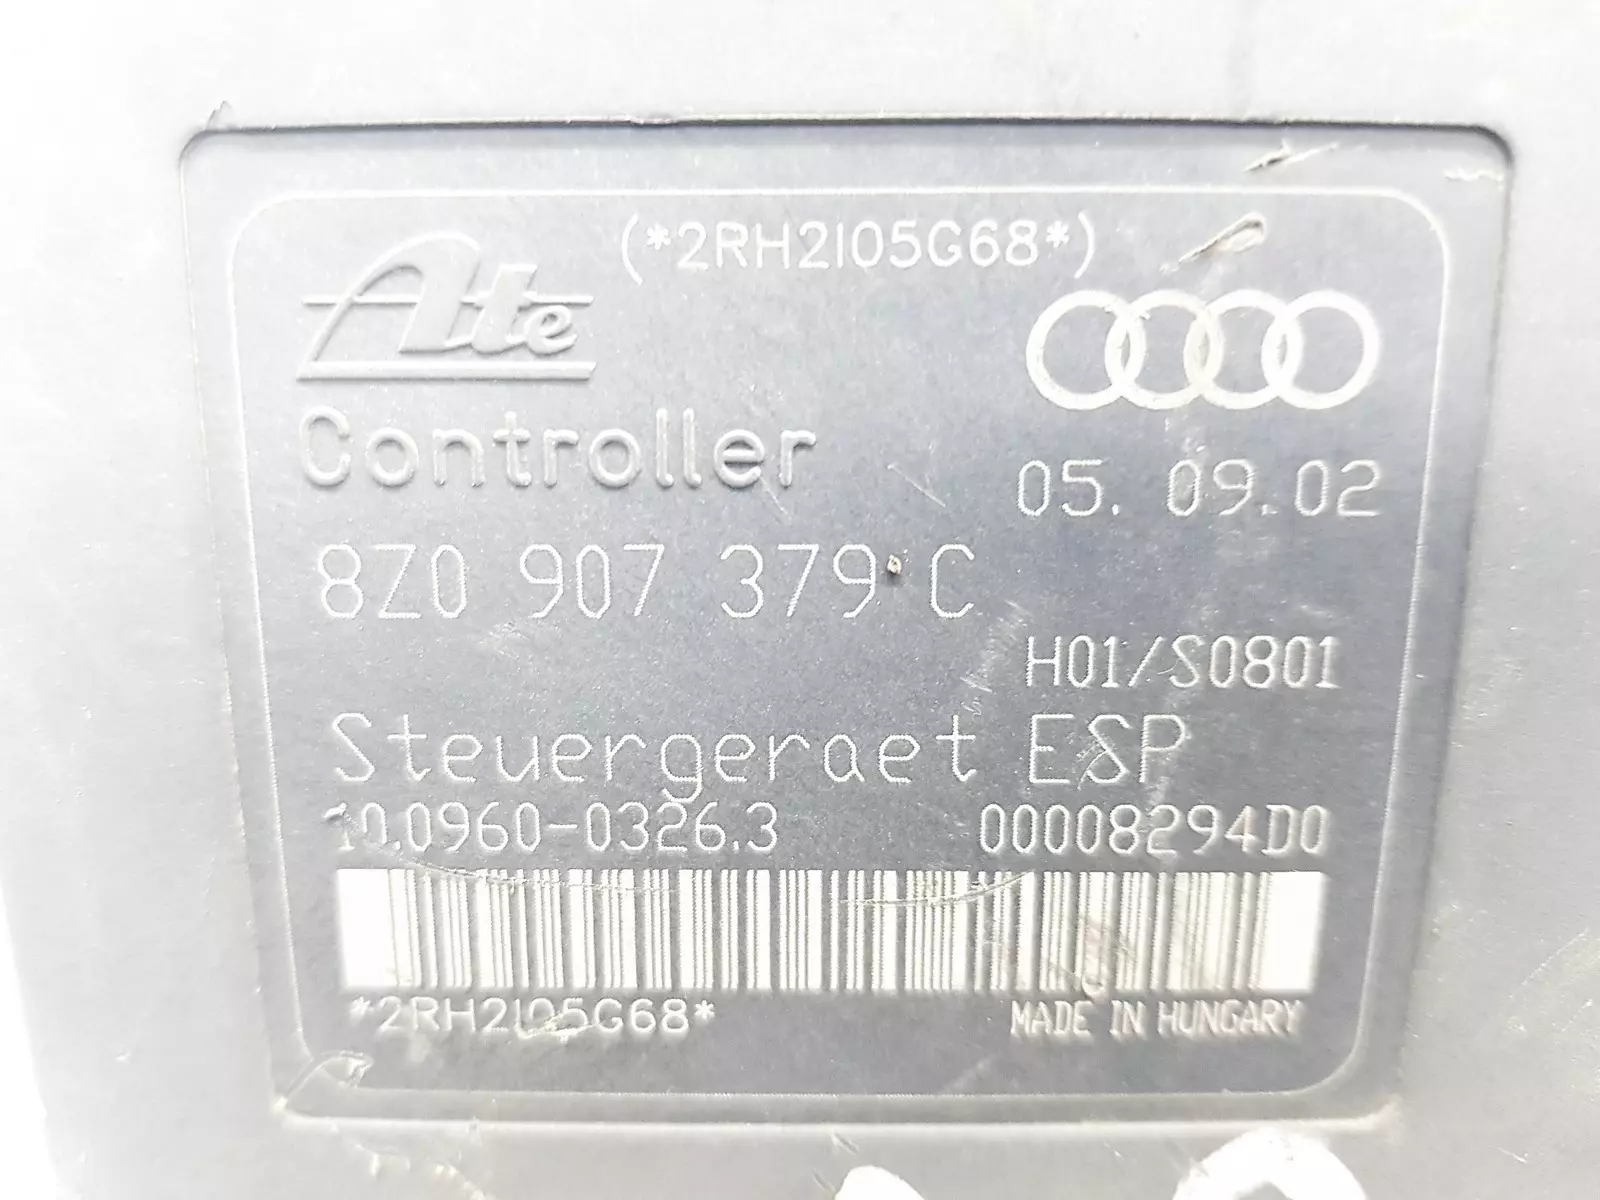 (*2RH2I05G68*)
Ate
Controller
05. 09.02
8Z0 907 379 C
H01/S0801
Steuergeraet ESP
10.0960-0326.3 00008294D0
*2RH2I05G68* MADE IN HUNGARY